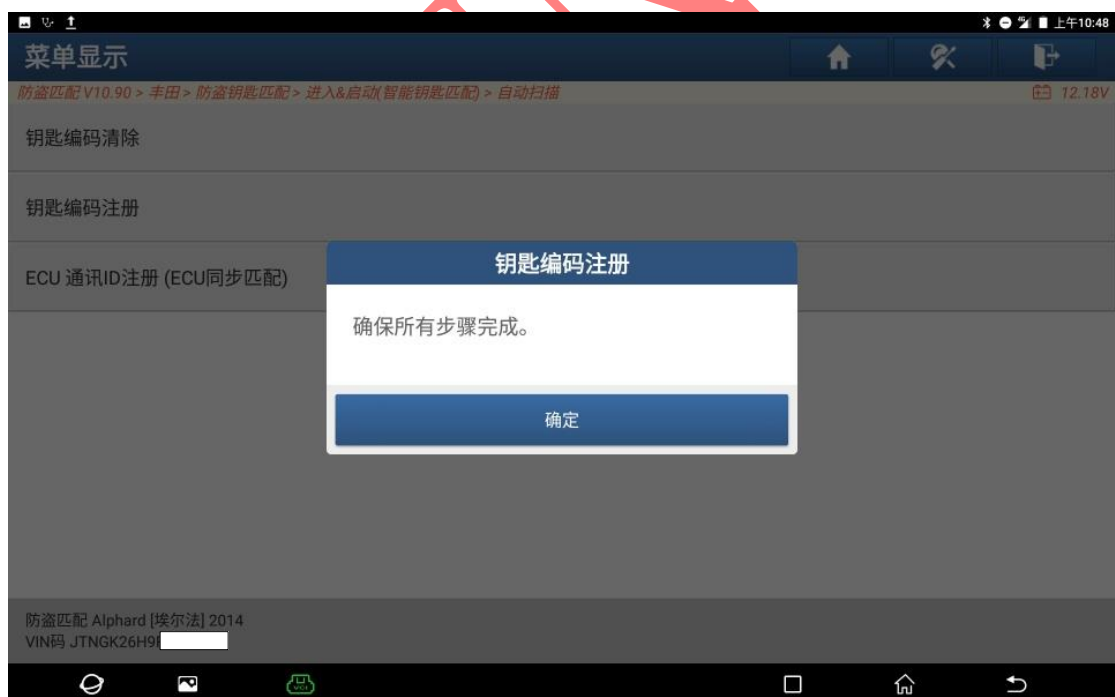 上午10:48
菜单显示
防盗匹配 V10.90 > 丰田 > 防盗钥匙匹配 > 进入&启动(智能钥匙匹配) > 自动扫描
12.18V
钥匙编码清除
钥匙编码注册
ECU 通讯ID注册 (ECU同步匹配)
钥匙编码注册
确保所有步骤完成。
确定
防盗匹配 Alphard [埃尔法] 2014
VIN码 JTNGK26H9
VCI